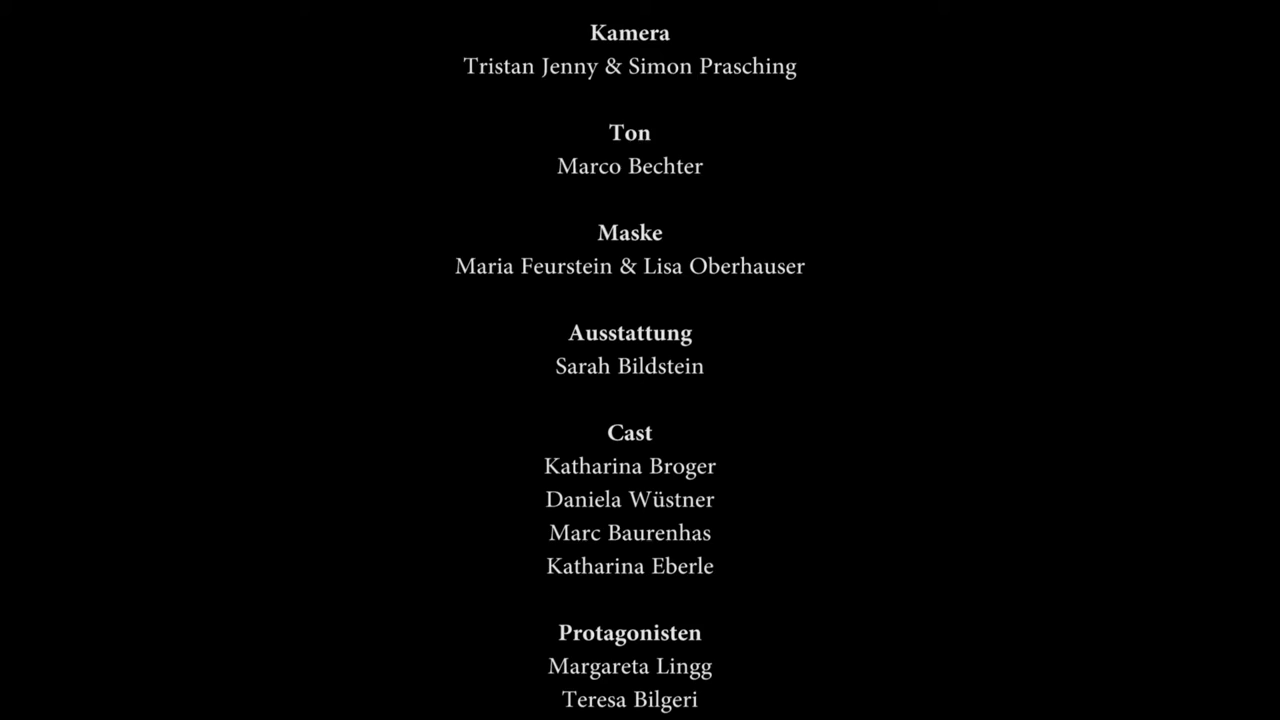 Kamera
Tristan Jenny & Simon Prasching
Ton
Marco Bechter
Maske
Maria Feurstein & Lisa Oberhauser
Ausstattung
Sarah Bildstein
Cast
Katharina Broger
Daniela Wüstner
Marc Baurenhas
Katharina Eberle
Protagonisten
Margareta Lingg
Teresa Bilgeri